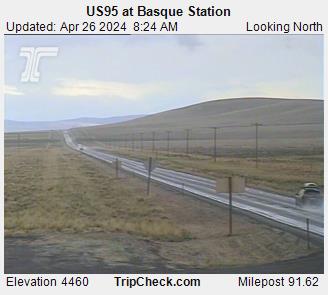 US95 at Basque Station
Updated: Apr 26 2024 8:24 AM Looking North
Elevation 4460 TripCheck.com Milepost 91.62